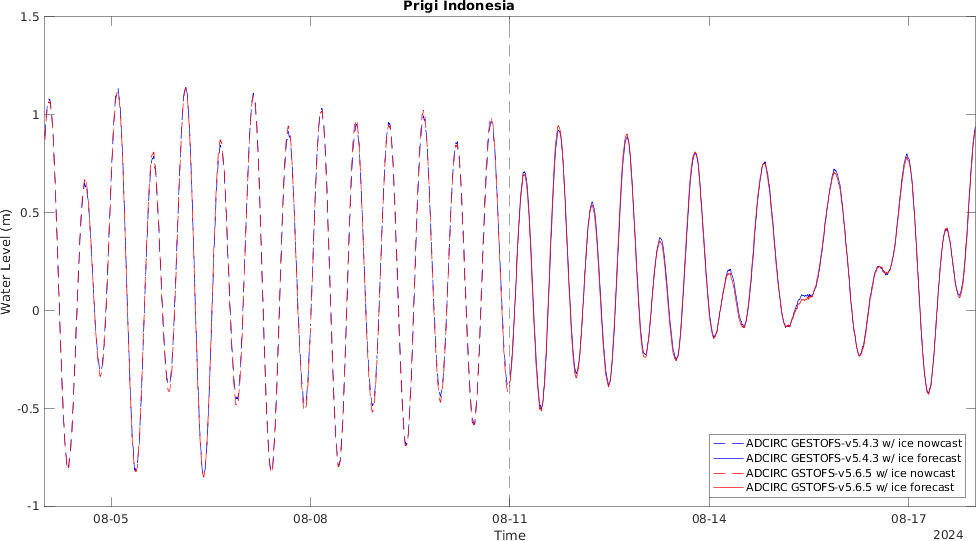 Prigi Indonesia
1.5
1
0.5
0
-0.5
-1
Water Level (m)
ADCIRC GESTOFS-v5.4.3 w/ ice nowcast
ADCIRC GESTOFS-v5.4.3 w/ ice forecast
ADCIRC GSTOFS-v5.6.5 w/ ice nowcast
ADCIRC GSTOFS-v5.6.5 w/ ice forecast
08-05 08-08 08-11 08-14 08-17
Time
2024